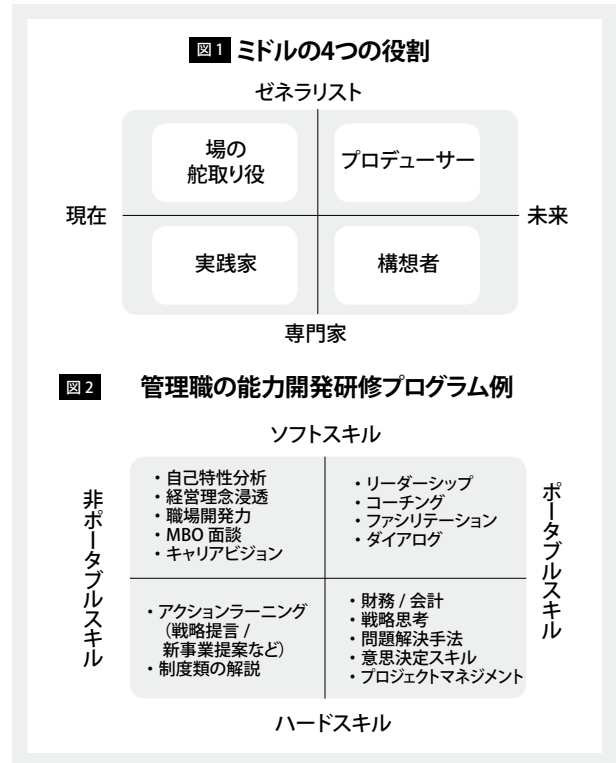 図1 ミドルの4つの役割
ゼネラリスト
場の
舵取り役
プロデューサー
現在
未来
実践家
構想者
専門家
図2 管理職の能力開発研修プログラム例
ソフトスキル
非ポータブルスキル
・自己特性分析
・経営理念浸透
・職場開発力
・MBO 面談
・キャリアビジョン
・リーダーシップ
・コーチング
・ファシリテーション
・ダイアログ
ポータブルスキル
・アクションラーニング
（戦略提言 /
新事業提案など）
・制度類の解説
・財務 / 会計
・戦略思考
・問題解決手法
・意思決定スキル
・プロジェクトマネジメント
ハードスキル